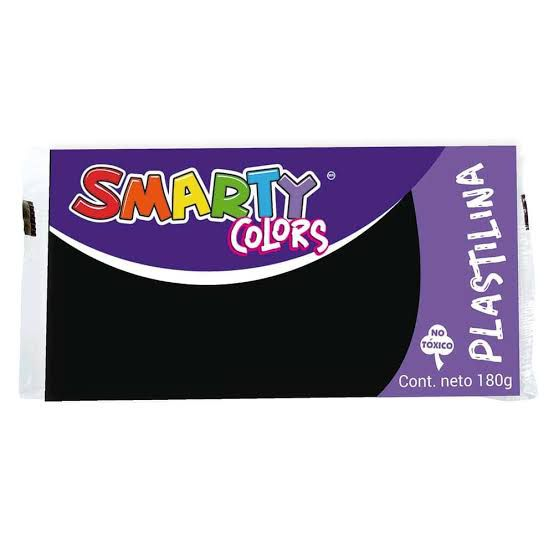 SMARTY
COLORS
PLASTILINA
NO
TÓXICO
Cont. neto 180g